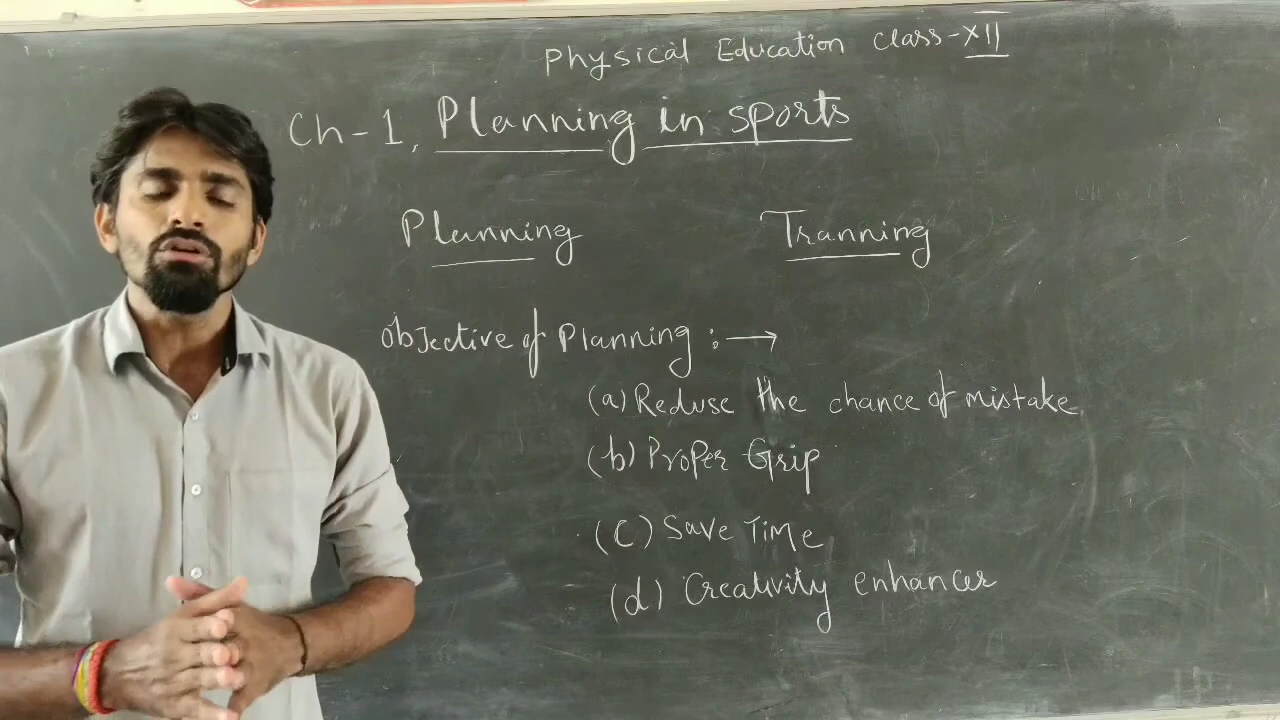 Physical Education Class-XII
Ch-1, Planning in sports
Planning Tranning
Objective of Planning :→
(a) Reduse the chance of mistake
(b) Proper Grip
(c) Save Time
(d) Creativity enhancer